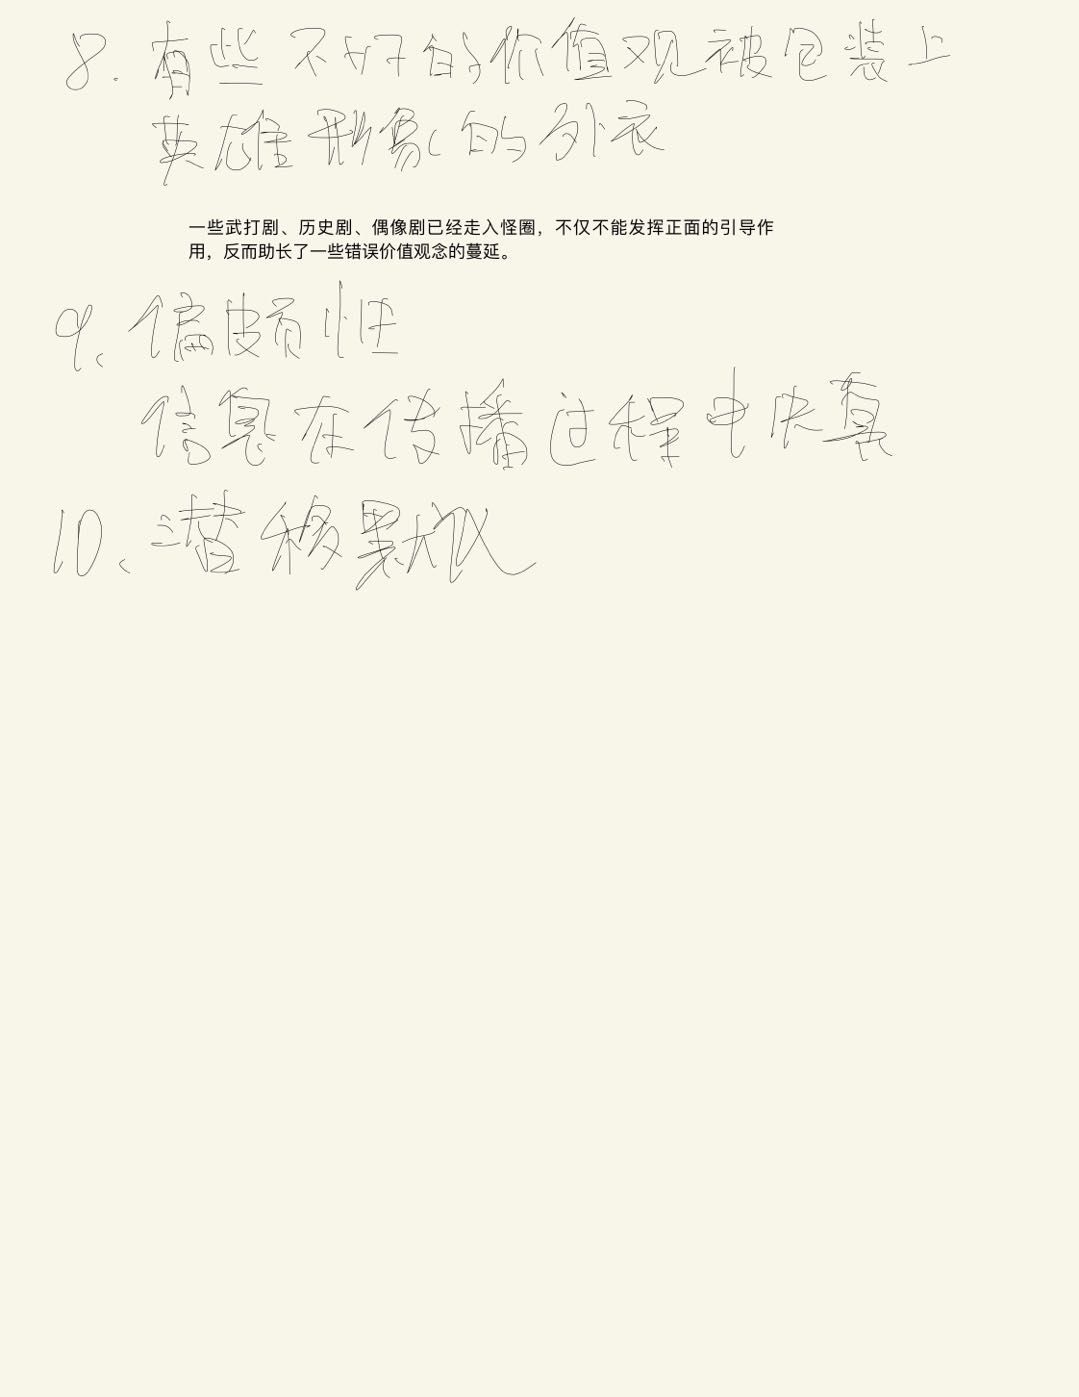 8. 有些不好的价值观被包装上
英雄形象的外衣
一些武打剧、历史剧、偶像剧已经走入怪圈，不仅不能发挥正面的引导作
用，反而助长了一些错误价值观念的蔓延。
9、偏颇性
信息在传播过程中失真
10、潜移默化